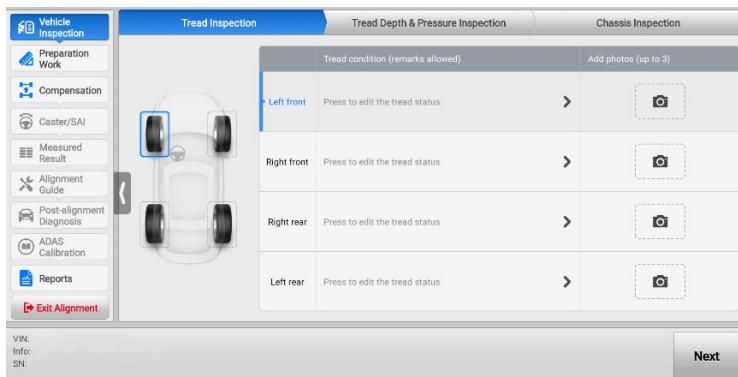 Vehicle
Inspection
Preparation
Work
Compensation
Caster/SAI
Measured
Result
Alignment
Guide
Post-alignment
Diagnosis
ADAS
Calibration
Reports
Exit Alignment
Tread Inspection
Tread Depth & Pressure Inspection
Chassis Inspection
Tread condition (remarks allowed)
Add photos (up to 3)
Left front
Press to edit the tread status
Right front
Press to edit the tread status
Right rear
Press to edit the tread status
Left rear
Press to edit the tread status
VIN:
Info:
SN:
Next